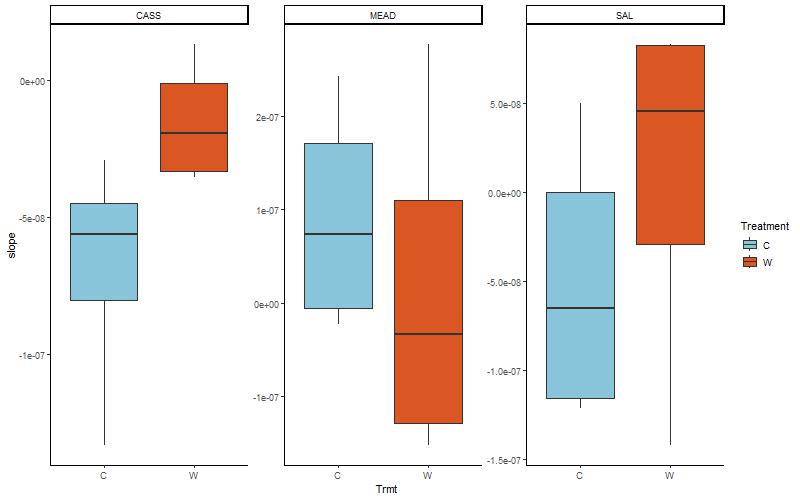 CASS
MEAD
SAL
slope
0e+00
-5e-08
-1e-07
2e-07
1e-07
0e+00
-1e-07
5.0e-08
0.0e+00
-5.0e-08
-1.0e-07
-1.5e-07
C
W
C
W
C
W
Trmt
Treatment
C
W